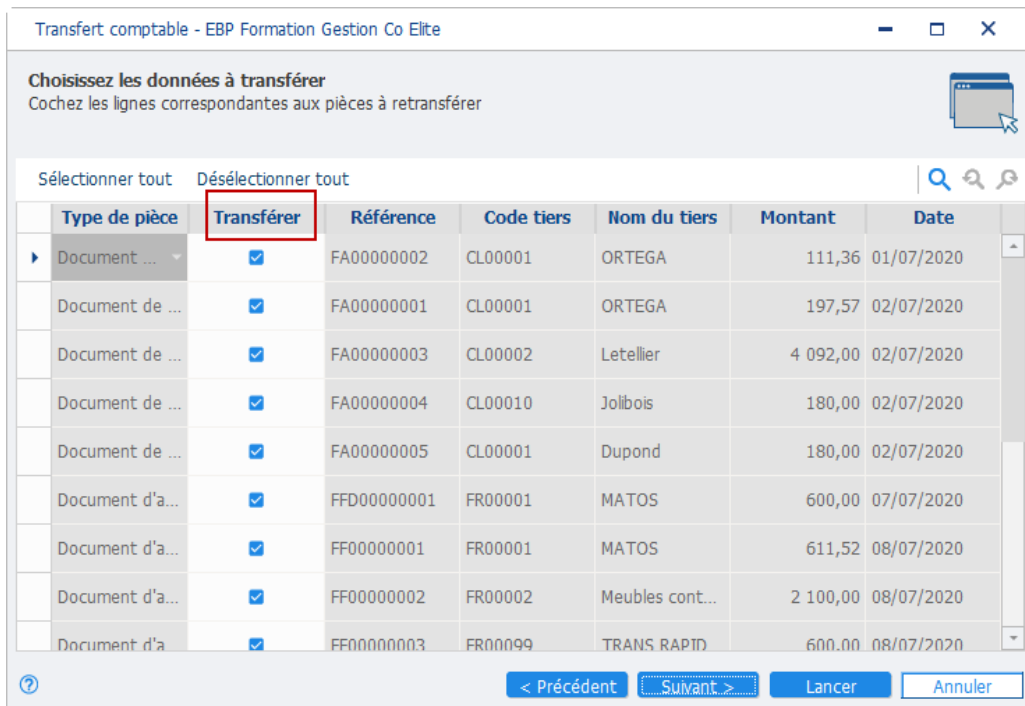 Transfert comptable - EBP Formation Gestion Co Elite
Choisissez les données à transférer
Cochez les lignes correspondantes aux pièces à retransférer
Sélectionner tout Désélectionner tout
Type de pièce Transférer Référence Code tiers Nom du tiers Montant Date
Document ... FA00000002 CL00001 ORTEGA 111,36 01/07/2020
Document de ... FA00000001 CL00001 ORTEGA 197,57 02/07/2020
Document de ... FA00000003 CL00002 Letellier 4 092,00 02/07/2020
Document de ... FA00000004 CL00010 Jolibois 180,00 02/07/2020
Document de ... FA00000005 CL00001 Dupond 180,00 02/07/2020
Document d'a... FFD00000001 FR00001 MATOS 600,00 07/07/2020
Document d'a... FF00000001 FR00001 MATOS 611,52 08/07/2020
Document d'a... FF00000002 FR00002 Meubles cont... 2 100,00 08/07/2020
Document d'a FF00000003 FR00099 TRANS RAPID 600,00 08/07/2020
< Précédent Suivant > Lancer Annuler